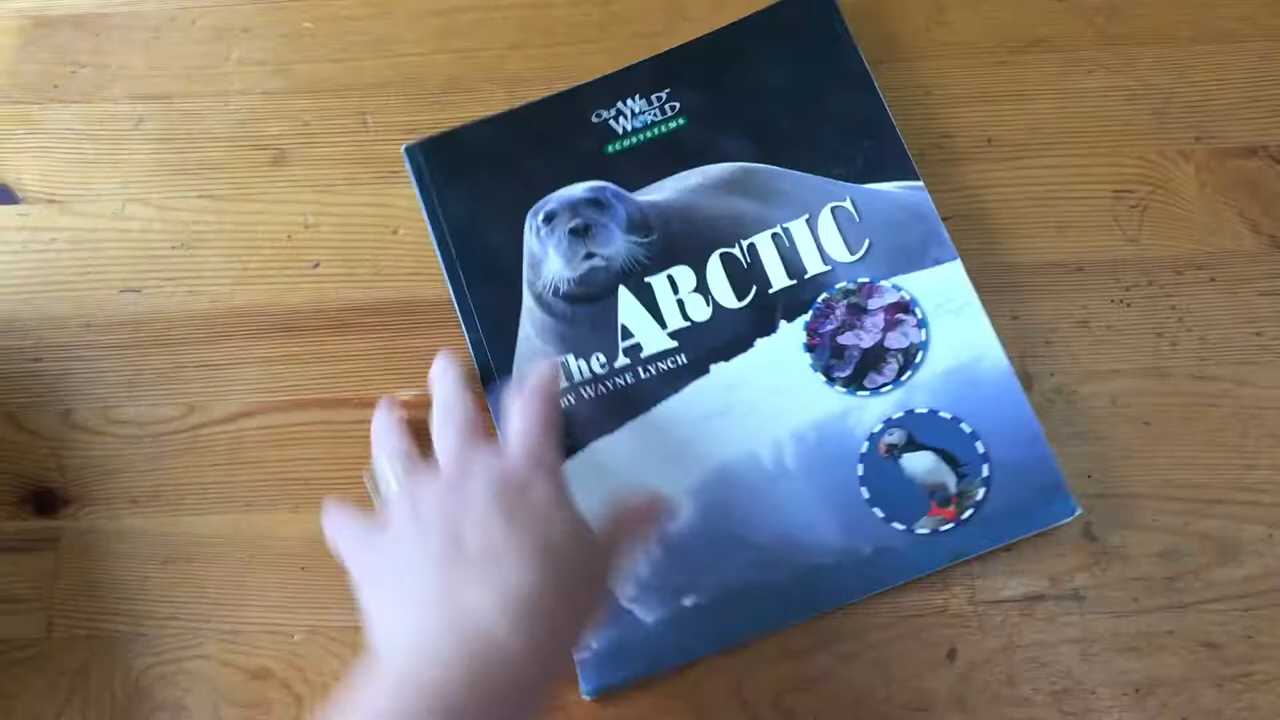 Our WILD
WORLD
ECOSYSTEMS
The ARCTIC
BY WAYNE LYNCH